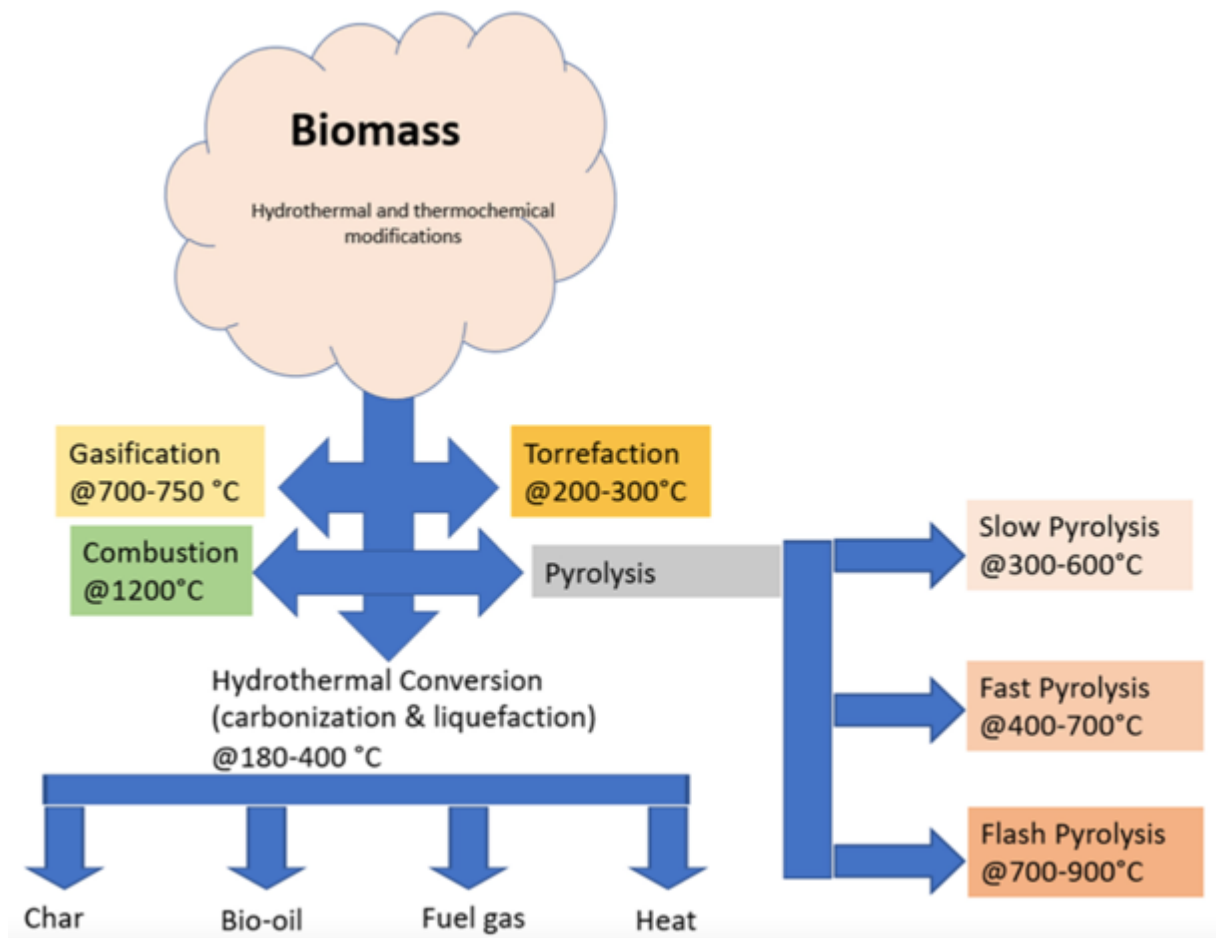 Biomass
Hydrothermal and thermochemical
modifications
Gasification
@700-750 °C
Torrefaction
@200-300°C
Combustion
@1200°C
Pyrolysis
Slow Pyrolysis
@300-600°C
Fast Pyrolysis
@400-700°C
Flash Pyrolysis
@700-900°C
Hydrothermal Conversion
(carbonization & liquefaction)
@180-400 °C
Char
Bio-oil
Fuel gas
Heat